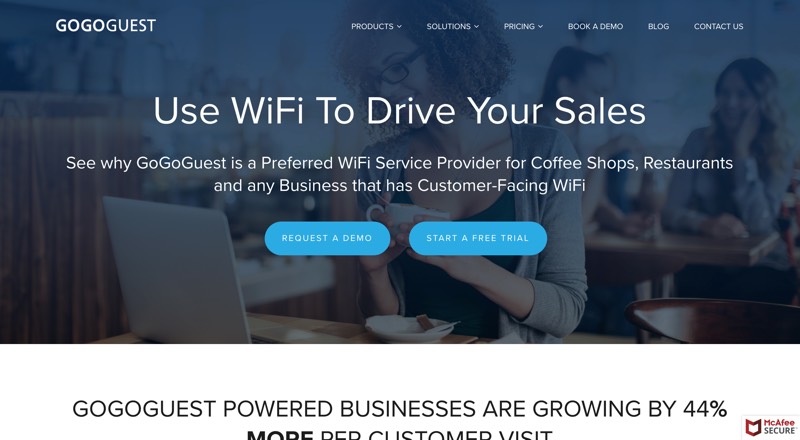 GOGOGUEST
PRODUCTS
SOLUTIONS
PRICING
BOOK A DEMO
BLOG
CONTACT US
Use WiFi To Drive Your Sales
See why GoGoGuest is a Preferred WiFi Service Provider for Coffee Shops, Restaurants
and any Business that has Customer-Facing WiFi
REQUEST A DEMO
START A FREE TRIAL
GOGOGUEST POWERED BUSINESSES ARE GROWING BY 44%
MORE PER CUSTOMER VISIT
McAfee
SECURE